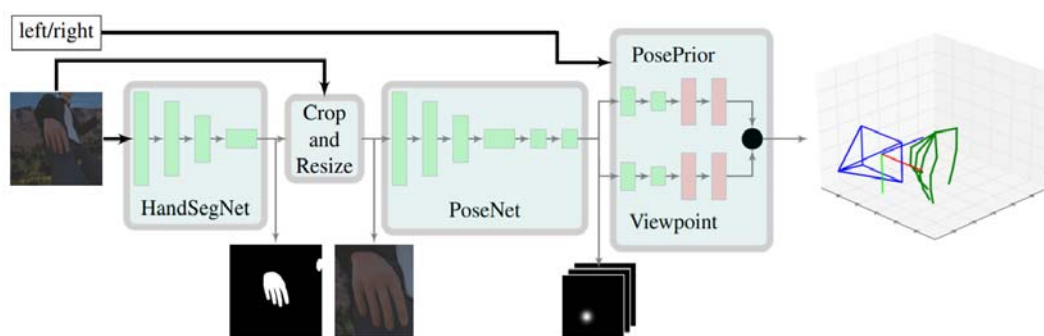 left/right
HandSegNet
Crop
and
Resize
PoseNet
PosePrior
Viewpoint